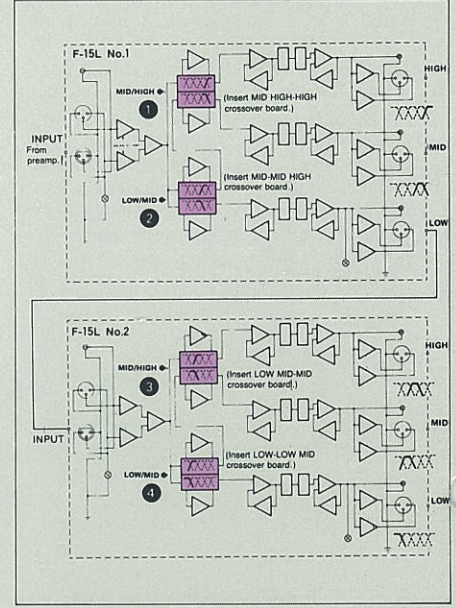 F-15L No.1
HIGH
MID/HIGH
1
(Insert MID HIGH-HIGH
crossover board.)
INPUT
From
preamp.
MID
(Insert MID-MID HIGH
crossover board.)
LOW/MID
2
LOW
F-15L No.2
HIGH
MID/HIGH
3
(Insert LOW MID-MID
crossover board.)
MID
INPUT
(Insert LOW-LOW MID
crossover board.)
LOW/MID
4
LOW